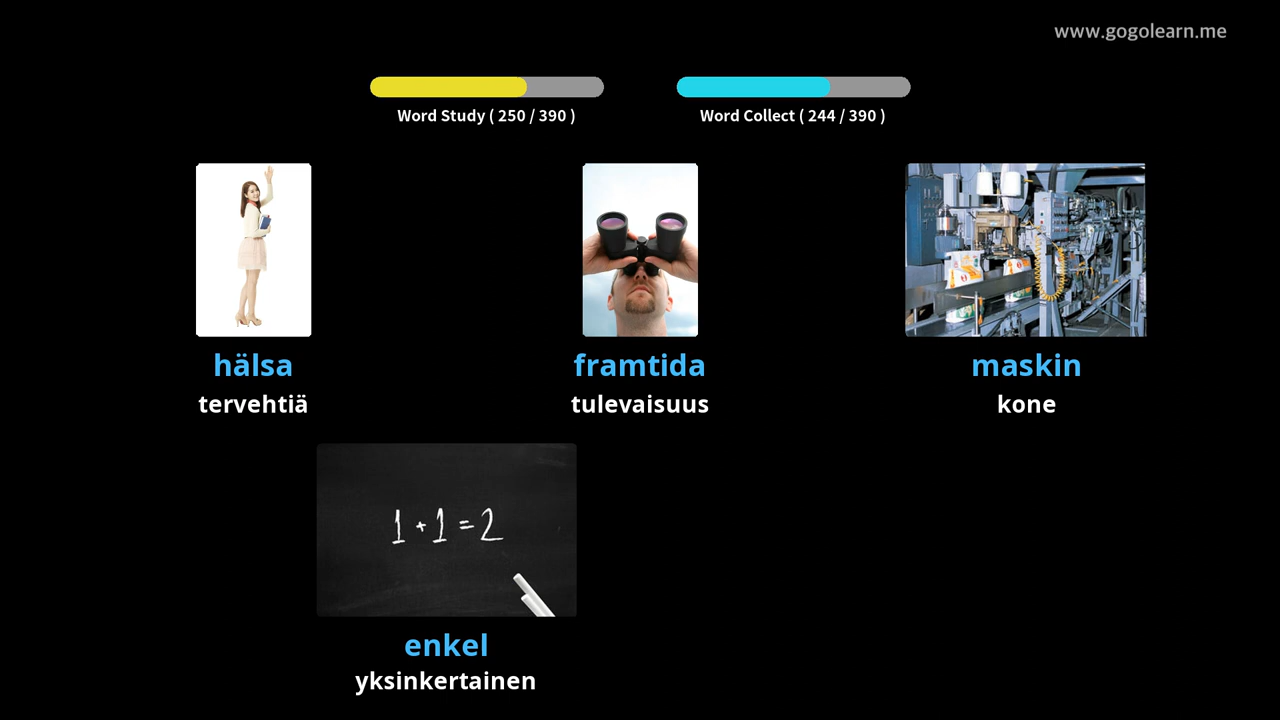 www.gogolearn.me
Word Study ( 250 / 390 )
Word Collect ( 244 / 390 )
hälsa
tervehtiä
framtida
tulevaisuus
maskin
kone
1 + 1 = 2
enkel
yksinkertainen